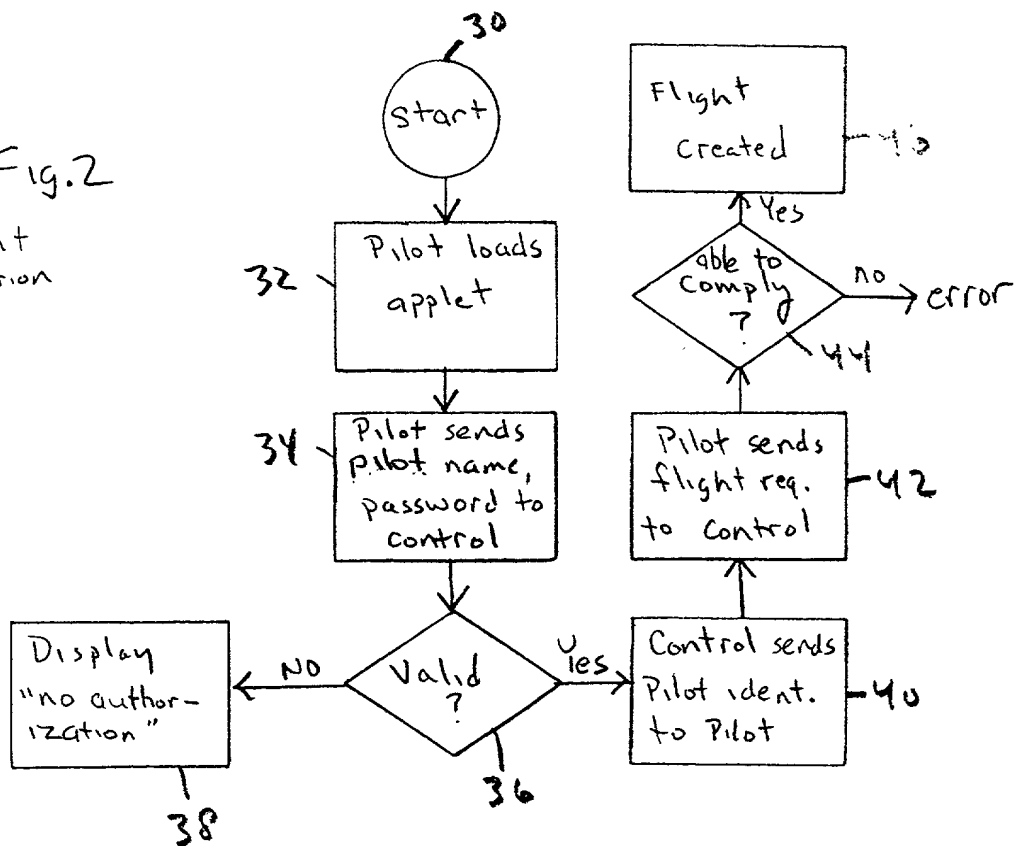 Fig.2
30
start
32
Pilot loads
applet
34
Pilot sends
pilot name,
password to
control
Valid
?
36
NO
Display
"no author-
ization"
38
Yes
Control sends
Pilot ident.
to Pilot
40
Pilot sends
flight req.
to control
42
able to
comply
?
44
no
error
Yes
Flight
created